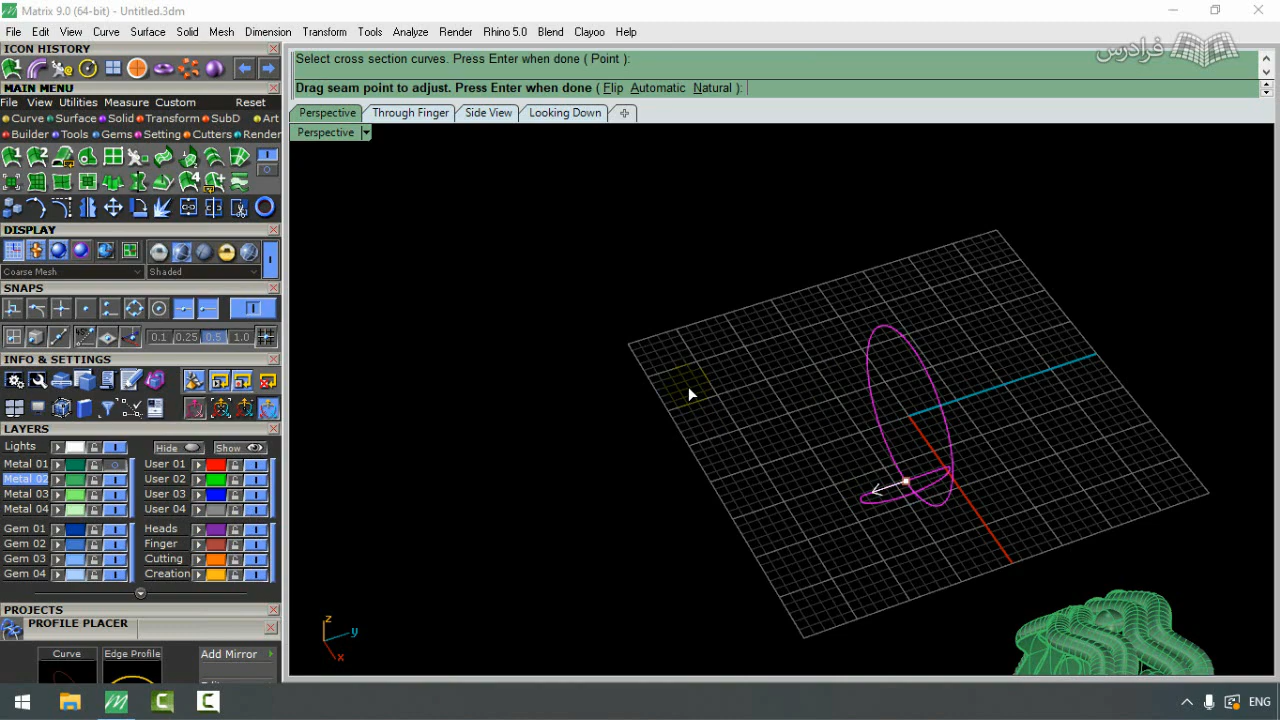 Matrix 9.0 (64-bit) - Untitled.3dm
File Edit View Curve Surface Solid Mesh Dimension Transform Tools Analyze Render Rhino 5.0 Blend Clayoo Help
فرادرس
ICON HISTORY
Select cross section curves. Press Enter when done ( Point ):
Drag seam point to adjust. Press Enter when done ( Flip Automatic Natural ):
MAIN MENU
File View Utilities Measure Custom Reset
Curve Surface Solid Transform SubD Art
Builder Tools Gems Setting Cutters Render
Perspective Through Finger Side View Looking Down
Perspective
DISPLAY
Coarse Mesh Shaded
SNAPS
0.1 0.25 0.5 1.0
INFO & SETTINGS
LAYERS
Lights Hide Show
Metal 01 User 01
Metal 02 User 02
Metal 03 User 03
Metal 04 User 04
Gem 01 Heads
Gem 02 Finger
Gem 03 Cutting
Gem 04 Creation
PROJECTS
PROFILE PLACER
Curve Edge Profile Add Mirror
z
y
x
ENG